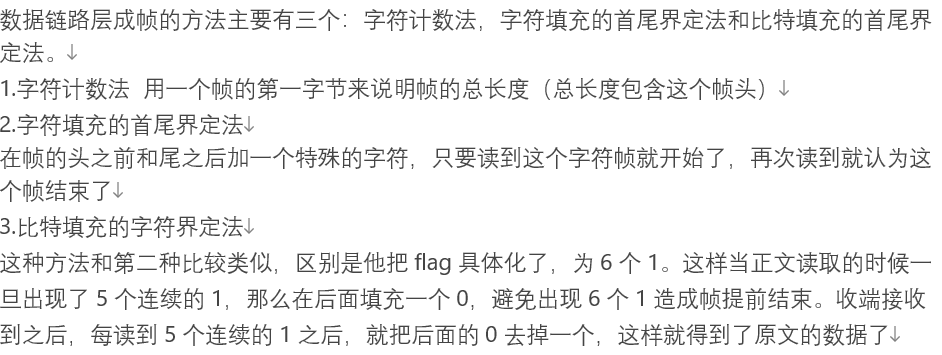 数据链路层成帧的方法主要有三个：字符计数法，字符填充的首尾界定法和比特填充的首尾界
定法。↓
1.字符计数法  用一个帧的第一字节来说明帧的总长度（总长度包含这个帧头）↓
2.字符填充的首尾界定法↓
在帧的头之前和尾之后加一个特殊的字符，只要读到这个字符帧就开始了，再次读到就认为这
个帧结束了↓
3.比特填充的字符界定法↓
这种方法和第二种比较类似，区别是他把 flag 具体化了，为 6 个 1。这样当正文读取的时候一
旦出现了 5 个连续的 1，那么在后面填充一个 0，避免出现 6 个 1 造成帧提前结束。收端接收
到之后，每读到 5 个连续的 1 之后，就把后面的 0 去掉一个，这样就得到了原文的数据了↓